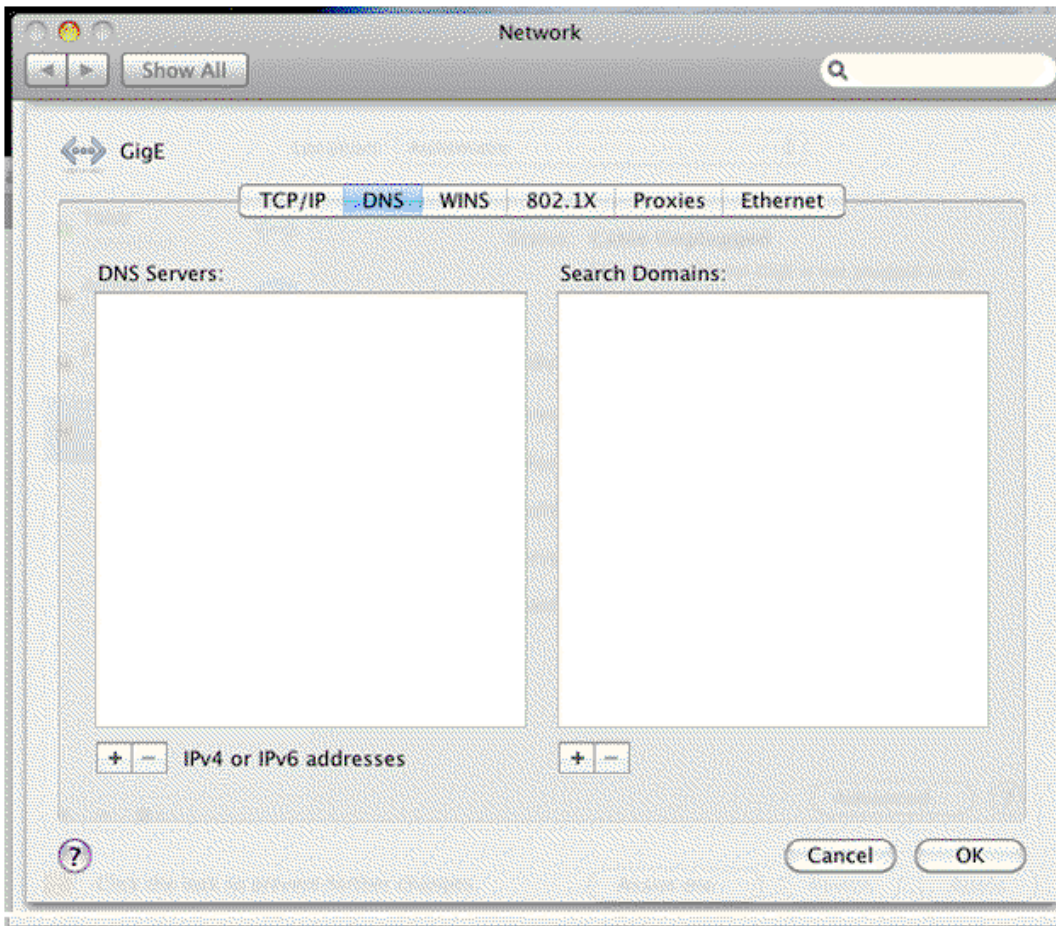 Network
Show All
GigE
TCP/IP DNS WINS 802.1X Proxies Ethernet
DNS Servers: Search Domains:
+ − IPv4 or IPv6 addresses + −
? Cancel OK